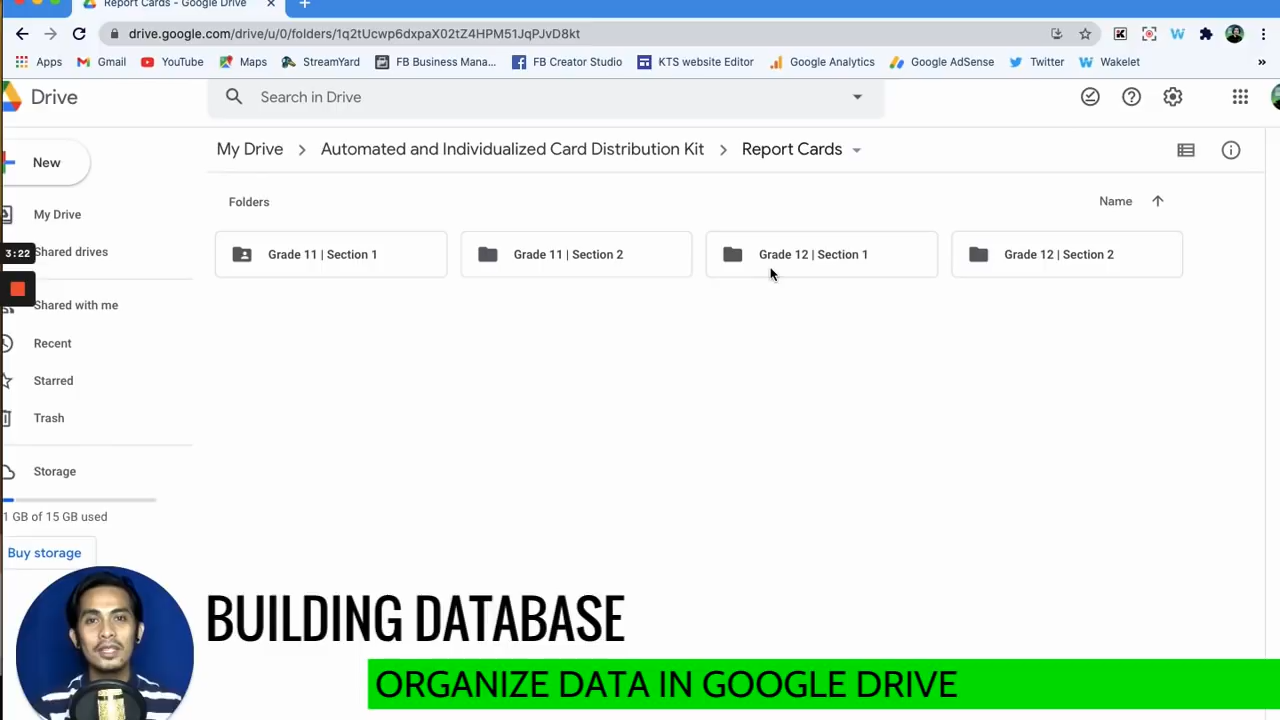 Report Cards - Google Drive
drive.google.com/drive/u/0/folders/1q2tUcwp6dxpaX02tZ4HPM51JqPJvD8kt
Apps Gmail YouTube Maps StreamYard FB Business Mana... FB Creator Studio KTS website Editor Google Analytics Google AdSense Twitter Wakelet
Drive
Search in Drive
New
My Drive
Shared drives
3:22
Shared with me
Recent
Starred
Trash
Storage
1 GB of 15 GB used
Buy storage
My Drive > Automated and Individualized Card Distribution Kit > Report Cards
Folders
Name
Grade 11 | Section 1
Grade 11 | Section 2
Grade 12 | Section 1
Grade 12 | Section 2
BUILDING DATABASE
ORGANIZE DATA IN GOOGLE DRIVE